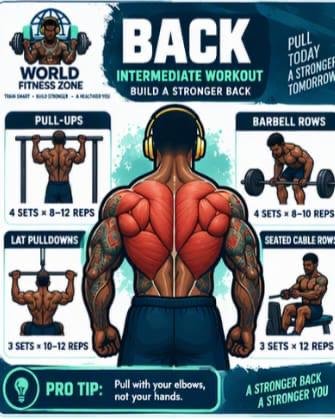 WORLD
FITNESS ZONE
TRAIN SMART • BUILD STRONGER • A HEALTHIER YOU
BACK
INTERMEDIATE WORKOUT
BUILD A STRONGER BACK
PULL
TODAY
A STRONGER
TOMORROW
PULL-UPS
4 SETS × 8–12 REPS
BARBELL ROWS
4 SETS × 8–10 REPS
LAT PULLDOWNS
3 SETS × 10–12 REPS
SEATED CABLE ROWS
3 SETS × 12 REPS
PRO TIP:
Pull with your elbows,
not your hands.
A STRONGER BACK
A STRONGER YOU